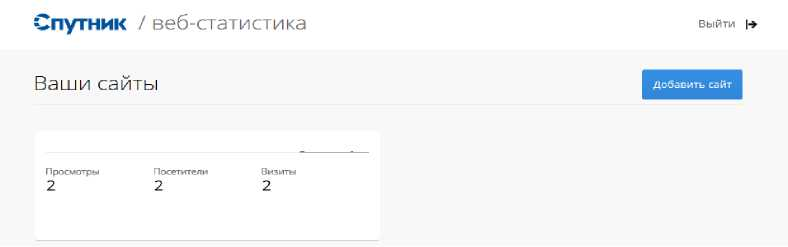 Спутник / веб-статистика
Выйти
Ваши сайты
Добавить сайт
Просмотры Посетители Визиты
2 2 2